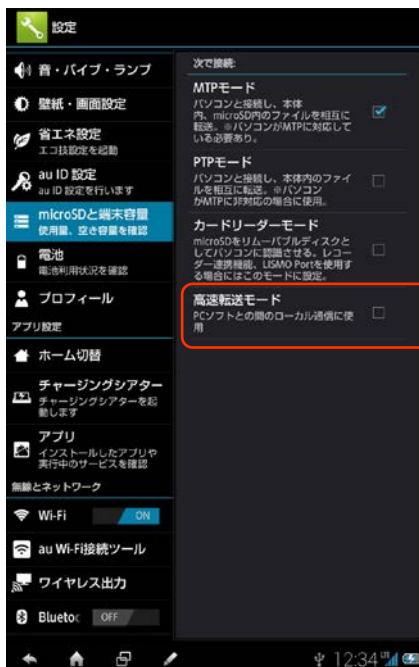 設定
音・バイブ・ランプ
壁紙・画面設定
省エネ設定
エコ技設定を起動
au ID 設定
au ID 設定を行います
microSDと端末容量
使用量、空き容量を確認
電池
電池利用状況を確認
プロフィール
アプリ設定
ホーム切替
チャージングシアター
チャージングシアターを起
動します
アプリ
インストールしたアプリや
実行中のサービスを確認
無線とネットワーク
Wi-Fi
ON
au Wi-Fi接続ツール
ワイヤレス出力
Bluetoc
OFF
次で接続:
MTPモード
パソコンと接続し、本体
内、microSD内のファイルを相互に
転送。※パソコンがMTPに対応して
いる必要あり。
PTPモード
パソコンと接続し、本体内のファイ
ルを相互に転送。※パソコン
がMTPに非対応の場合に使用。
カードリーダーモード
microSDをリムーバブルディスクと
してパソコンに認識させる。レコー
ダー連携機能、LISMO Portを使用す
る場合にはこのモードに設定。
高速転送モード
PCソフトとの間のローカル通信に使
用
12:34
LTE